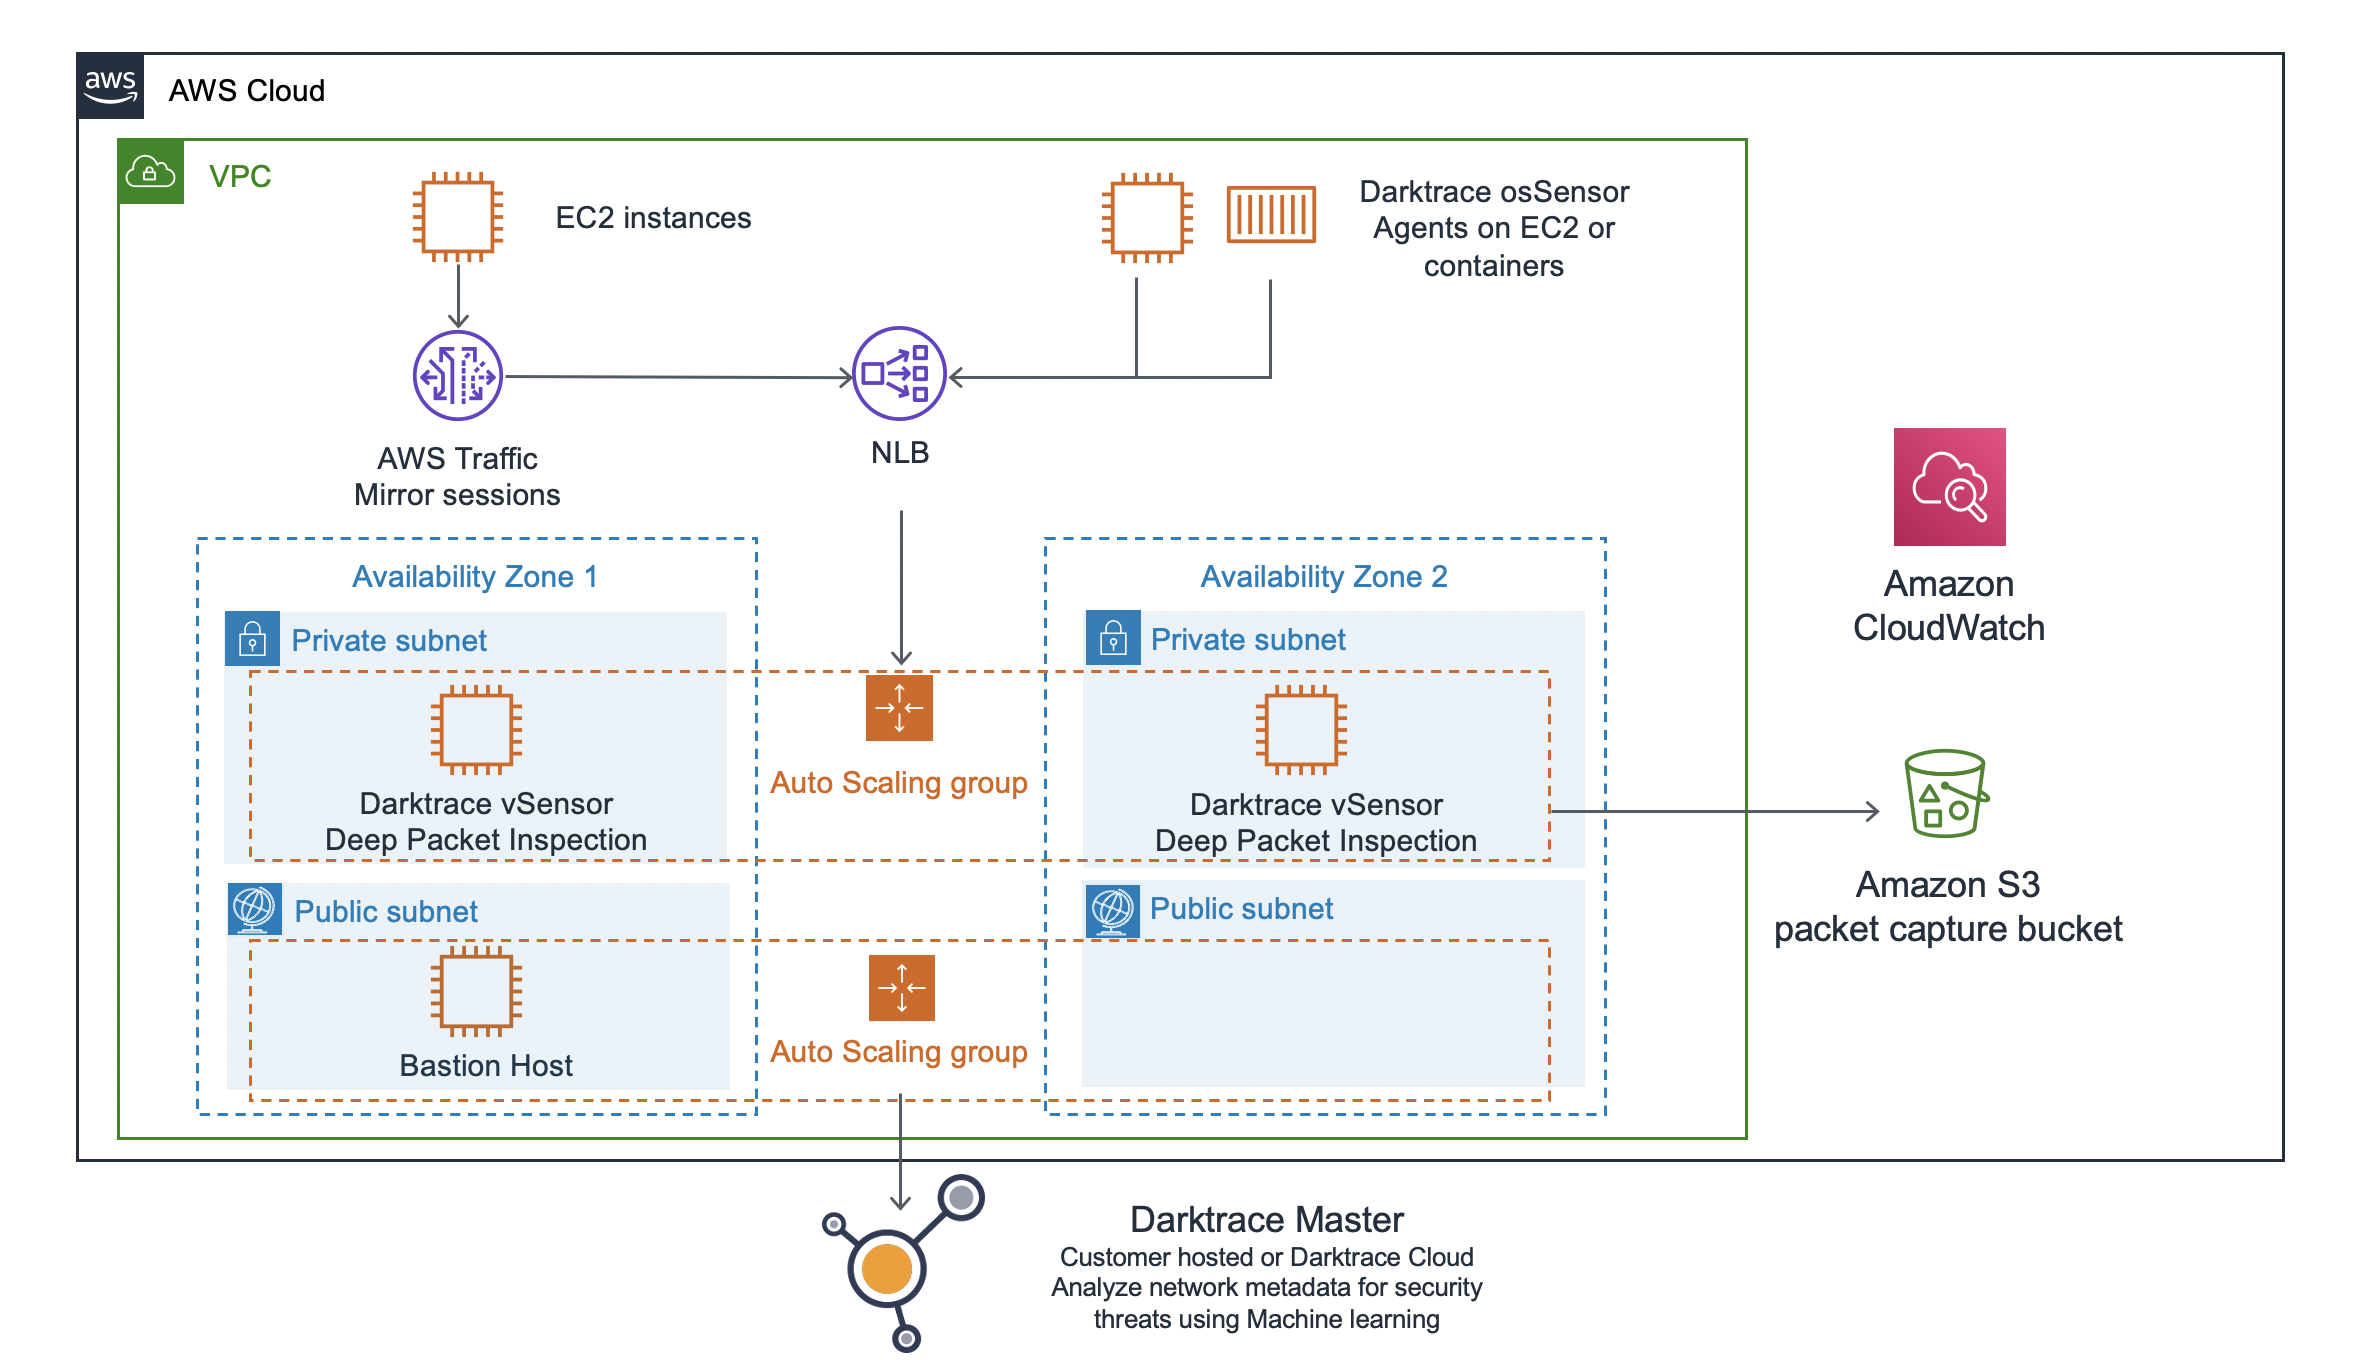 aws
AWS Cloud
VPC
EC2 instances
Darktrace osSensor
Agents on EC2 or
containers
AWS Traffic
Mirror sessions
NLB
Availability Zone 1
Availability Zone 2
Private subnet
Private subnet
Darktrace vSensor
Deep Packet Inspection
Auto Scaling group
Darktrace vSensor
Deep Packet Inspection
Amazon
CloudWatch
Amazon S3
packet capture bucket
Public subnet
Public subnet
Bastion Host
Auto Scaling group
Darktrace Master
Customer hosted or Darktrace Cloud
Analyze network metadata for security
threats using Machine learning